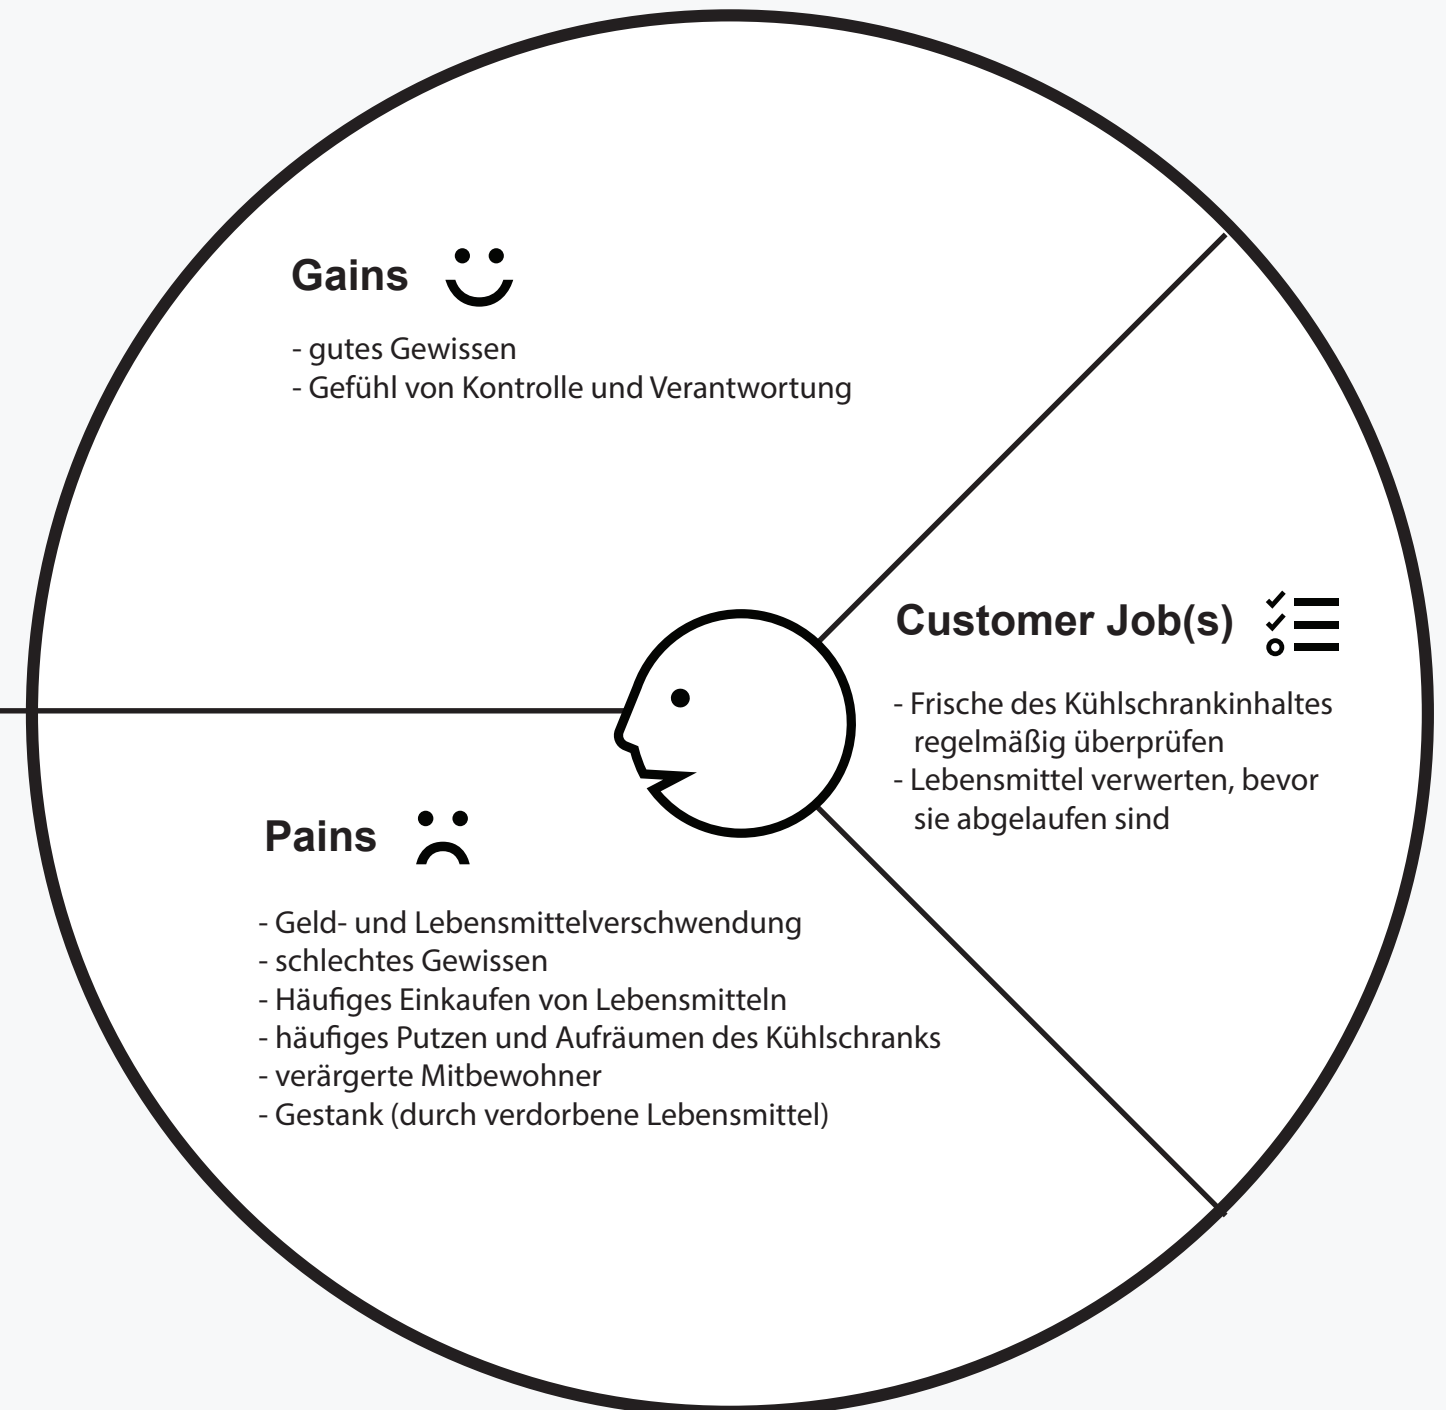 Gains
- gutes Gewissen
- Gefühl von Kontrolle und Verantwortung
Customer Job(s)
- Frische des Kühlschrankinhaltes
regelmäßig überprüfen
- Lebensmittel verwerten, bevor
sie abgelaufen sind
Pains
- Geld- und Lebensmittelverschwendung
- schlechtes Gewissen
- Häufiges Einkaufen von Lebensmitteln
- häufiges Putzen und Aufräumen des Kühlschranks
- verärgerte Mitbewohner
- Gestank (durch verdorbene Lebensmittel)